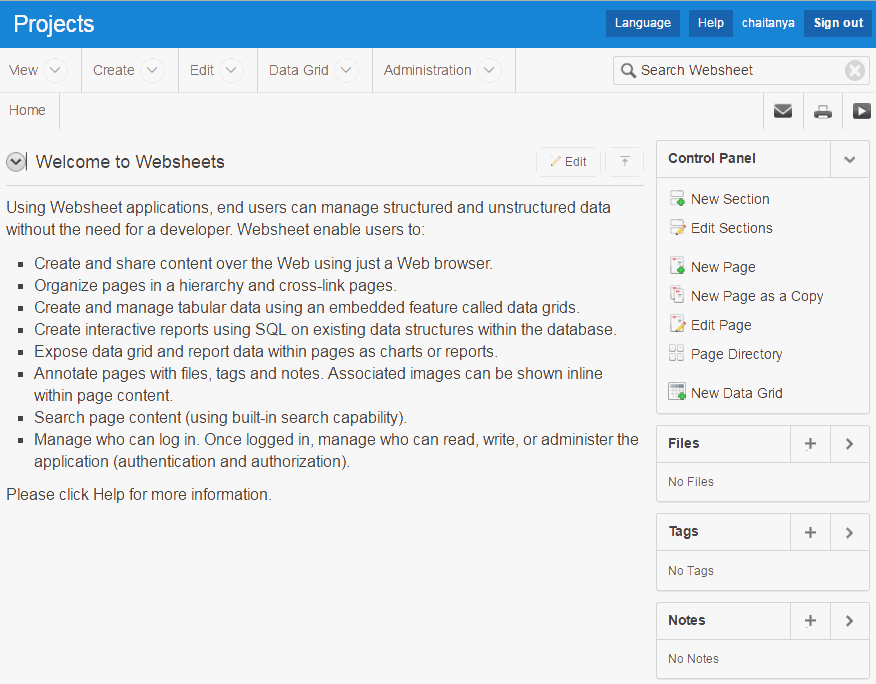 Projects
Language Help chaitanya Sign out
View Create Edit Data Grid Administration Search Websheet
Home
Welcome to Websheets
Edit
Using Websheet applications, end users can manage structured and unstructured data
without the need for a developer. Websheet enable users to:
Create and share content over the Web using just a Web browser.
Organize pages in a hierarchy and cross-link pages.
Create and manage tabular data using an embedded feature called data grids.
Create interactive reports using SQL on existing data structures within the database.
Expose data grid and report data within pages as charts or reports.
Annotate pages with files, tags and notes. Associated images can be shown inline
within page content.
Search page content (using built-in search capability).
Manage who can log in. Once logged in, manage who can read, write, or administer the
application (authentication and authorization).
Please click Help for more information.
Control Panel
New Section
Edit Sections
New Page
New Page as a Copy
Edit Page
Page Directory
New Data Grid
Files
No Files
Tags
No Tags
Notes
No Notes